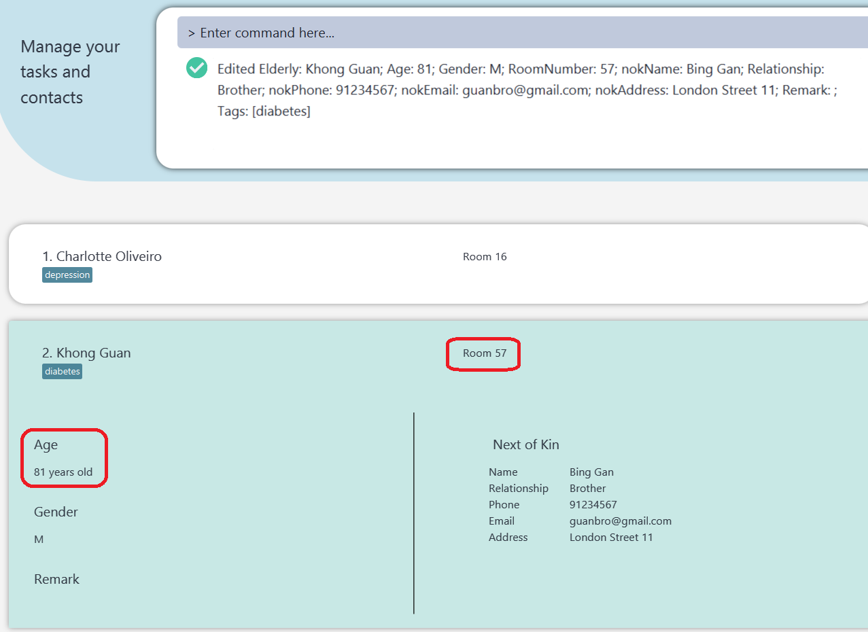 Manage your
tasks and
contacts
> Enter command here...
Edited Elderly: Khong Guan; Age: 81; Gender: M; RoomNumber: 57; nokName: Bing Gan; Relationship:
Brother; nokPhone: 91234567; nokEmail: guanbro@gmail.com; nokAddress: London Street 11; Remark: ;
Tags: [diabetes]
1. Charlotte Oliveiro
Room 16
depression
2. Khong Guan
Room 57
diabetes
Age
81 years old
Gender
M
Remark
Next of Kin
Name Bing Gan
Relationship Brother
Phone 91234567
Email guanbro@gmail.com
Address London Street 11